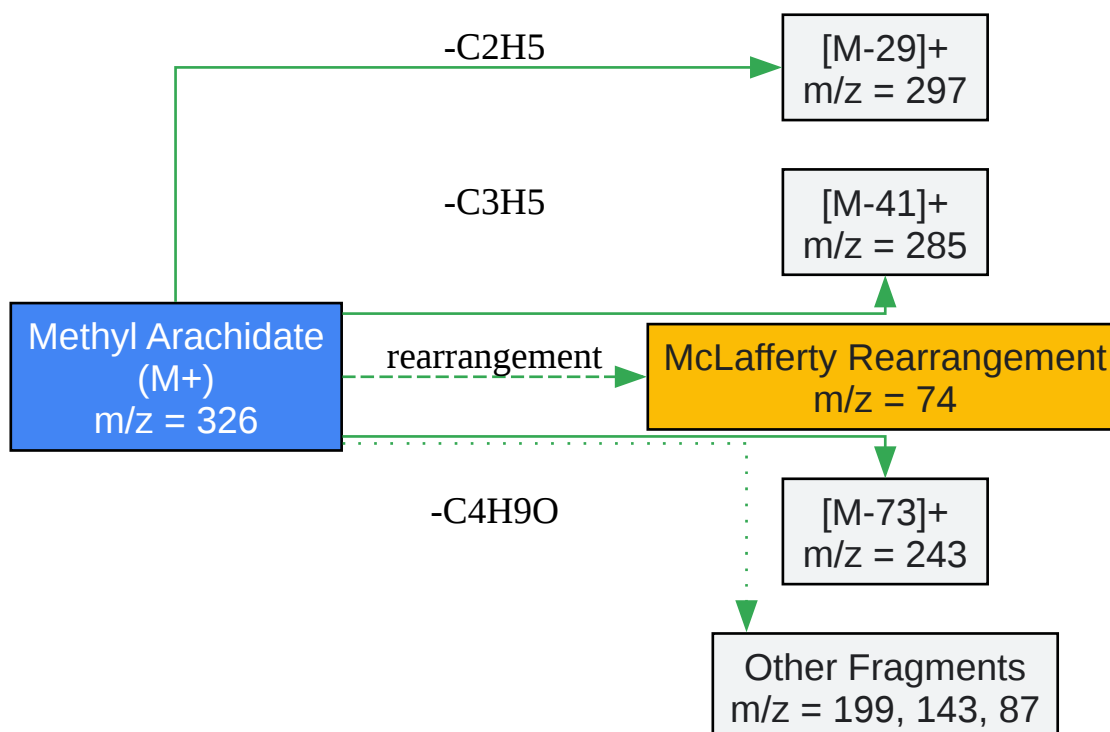 -C2H5
[M-29]+
m/z = 297
-C3H5
[M-41]+
m/z = 285
Methyl Arachidate
(M+)
m/z = 326
rearrangement
McLafferty Rearrangement
m/z = 74
-C4H9O
[M-73]+
m/z = 243
Other Fragments
m/z = 199, 143, 87